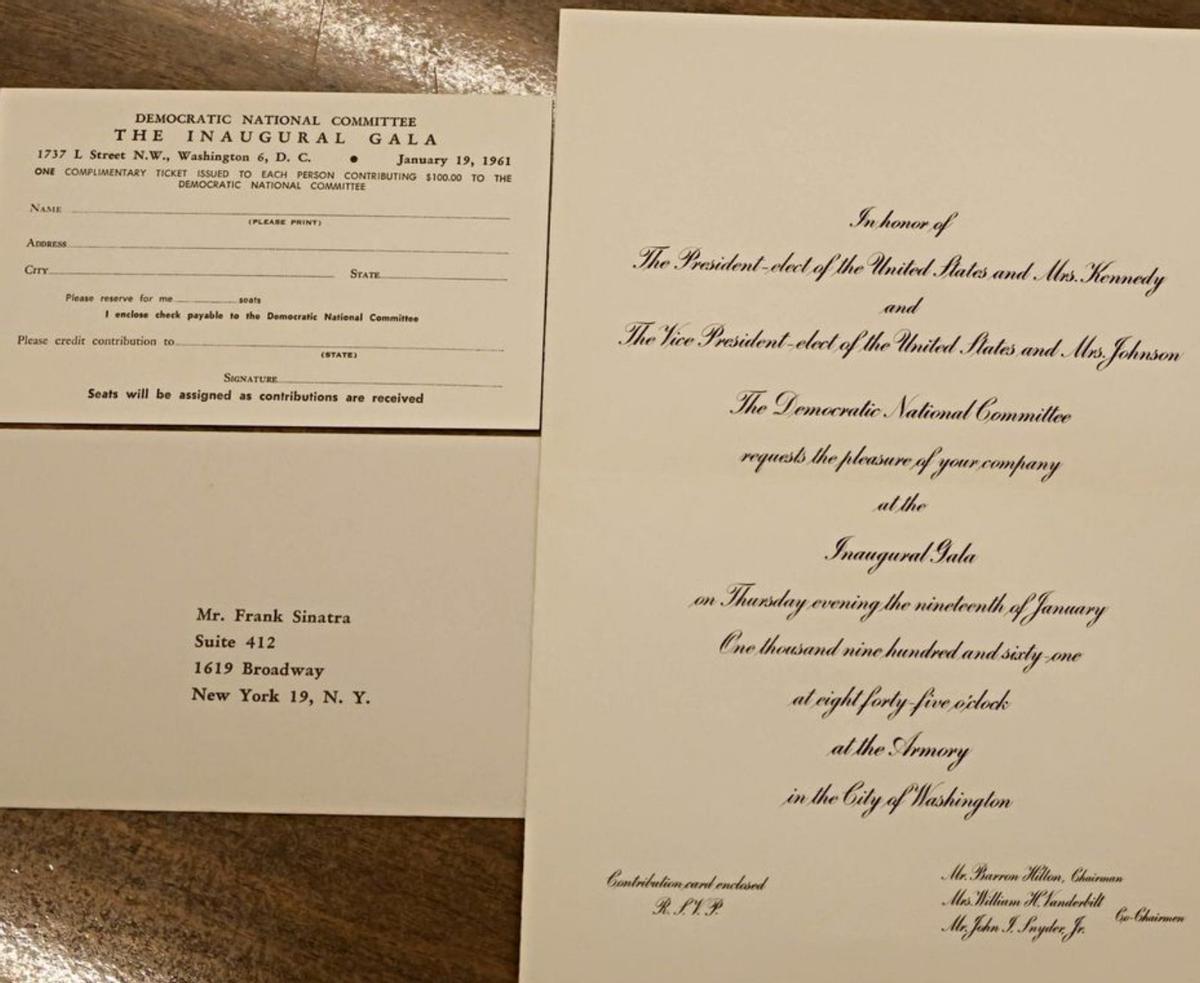 DEMOCRATIC NATIONAL COMMITTEE
THE INAUGURAL GALA
1737 L Street N.W., Washington 6, D. C. • January 19, 1961
ONE COMPLIMENTARY TICKET ISSUED TO EACH PERSON CONTRIBUTING $100.00 TO THE
DEMOCRATIC NATIONAL COMMITTEE
NAME
(PLEASE PRINT)
ADDRESS
CITY STATE
Please reserve for me seats
I enclose check payable to the Democratic National Committee
Please credit contribution to
(STATE)
SIGNATURE
Seats will be assigned as contributions are received
Mr. Frank Sinatra
Suite 412
1619 Broadway
New York 19, N. Y.
In honor of
The President-elect of the United States and Mrs. Kennedy
and
The Vice President-elect of the United States and Mrs. Johnson
The Democratic National Committee
requests the pleasure of your company
at the
Inaugural Gala
on Thursday evening the nineteenth of January
One thousand nine hundred and sixty-one
at eight forty-five o'clock
at the Armory
in the City of Washington
Contribution card enclosed
R. S. V. P.
Mr. Barron Hilton, Chairman
Mrs. William H. Vanderbilt
Mr. John I. Snyder, Jr.
Co-Chairmen